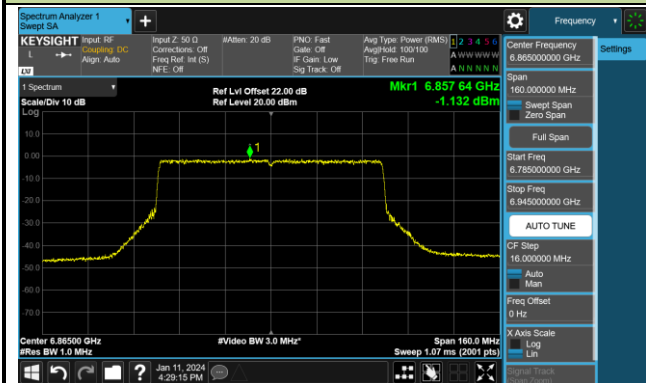 Spectrum Analyzer 1
Swept SA
Frequency
KEYSIGHT
Input: RF
Coupling: DC
Align: Auto
Input Z: 50 Ω
Corrections: Off
Freq Ref: Int (S)
NFE: Off
#Atten: 20 dB
PNO: Fast
Gate: Off
IF Gain: Low
Sig Track: Off
Avg Type: Power (RMS)
Avg|Hold: 100/100
Trig: Free Run
1 2 3 4 5 6
A W W W W W
A N N N N N
L
LXI
1 Spectrum
Scale/Div 10 dB
Log
Ref Lvl Offset 22.00 dB
Ref Level 20.00 dBm
Mkr1 6.857 64 GHz
-1.132 dBm
1
10.0
0.00
-10.0
-20.0
-30.0
-40.0
-50.0
-60.0
-70.0
Center 6.86500 GHz
#Res BW 1.0 MHz
#Video BW 3.0 MHz*
Span 160.0 MHz
Sweep 1.07 ms (2001 pts)
Jan 11, 2024
4:29:15 PM
Center Frequency
6.865000000 GHz
Span
160.000000 MHz
Swept Span
Zero Span
Full Span
Start Freq
6.785000000 GHz
Stop Freq
6.945000000 GHz
AUTO TUNE
CF Step
16.000000 MHz
Auto
Man
Freq Offset
0 Hz
X Axis Scale
Log
Lin
Signal Track
(Span Zoom)
Settings